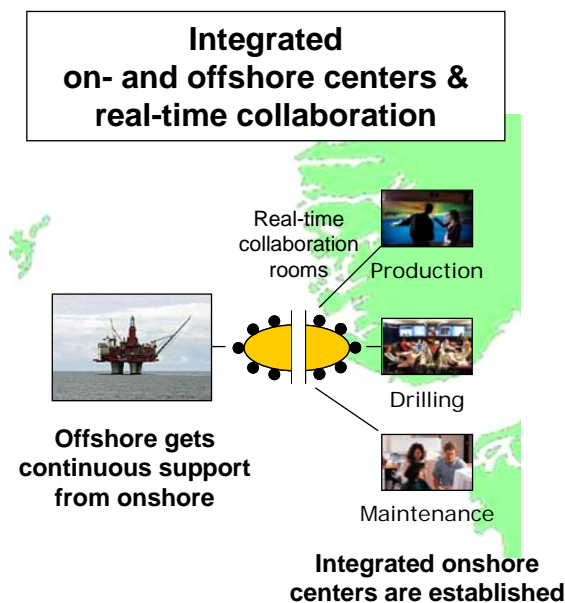 Integrated
on- and offshore centers &
real-time collaboration
Real-time
collaboration
rooms
Production
Drilling
Offshore gets
continuous support
from onshore
Maintenance
Integrated onshore
centers are established